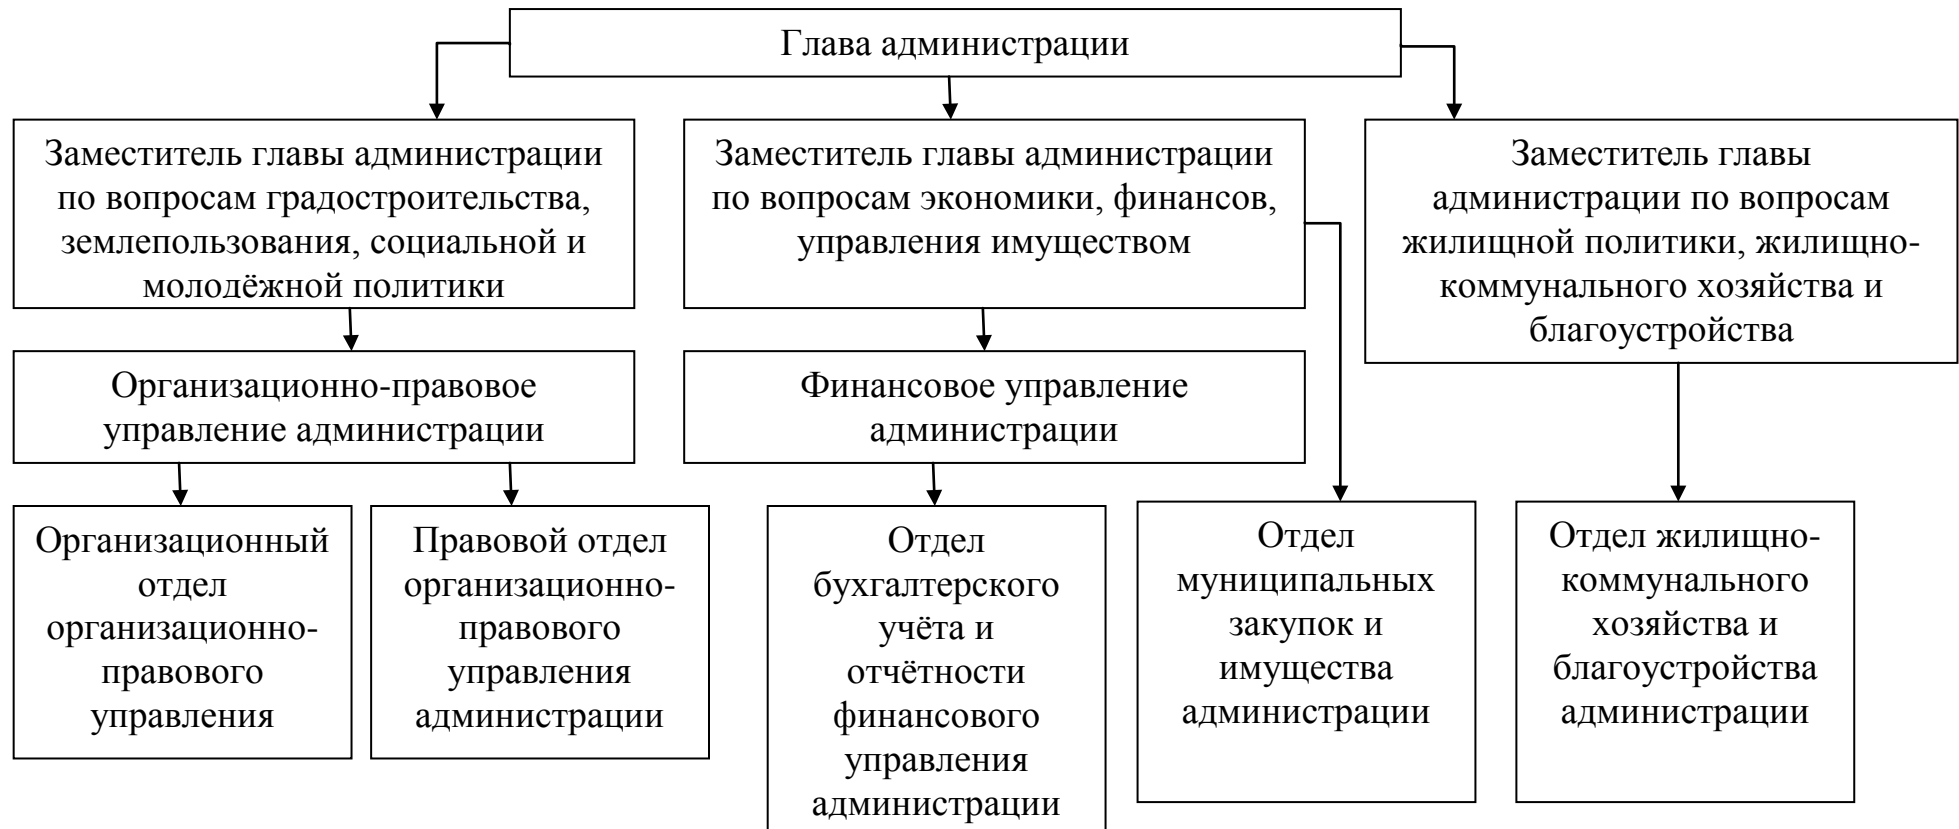 Глава администрации
Заместитель главы администрации
по вопросам градостроительства,
землепользования, социальной и
молодёжной политики
Заместитель главы администрации
по вопросам экономики, финансов,
управления имуществом
Заместитель главы
администрации по вопросам
жилищной политики, жилищно-
коммунального хозяйства и
благоустройства
Организационно-правовое
управление администрации
Финансовое управление
администрации
Организационный
отдел
организационно-
правового
управления
Правовой отдел
организационно-
правового
управления
администрации
Отдел
бухгалтерского
учёта и
отчётности
финансового
управления
администрации
Отдел
муниципальных
закупок и
имущества
администрации
Отдел жилищно-
коммунального
хозяйства и
благоустройства
администрации